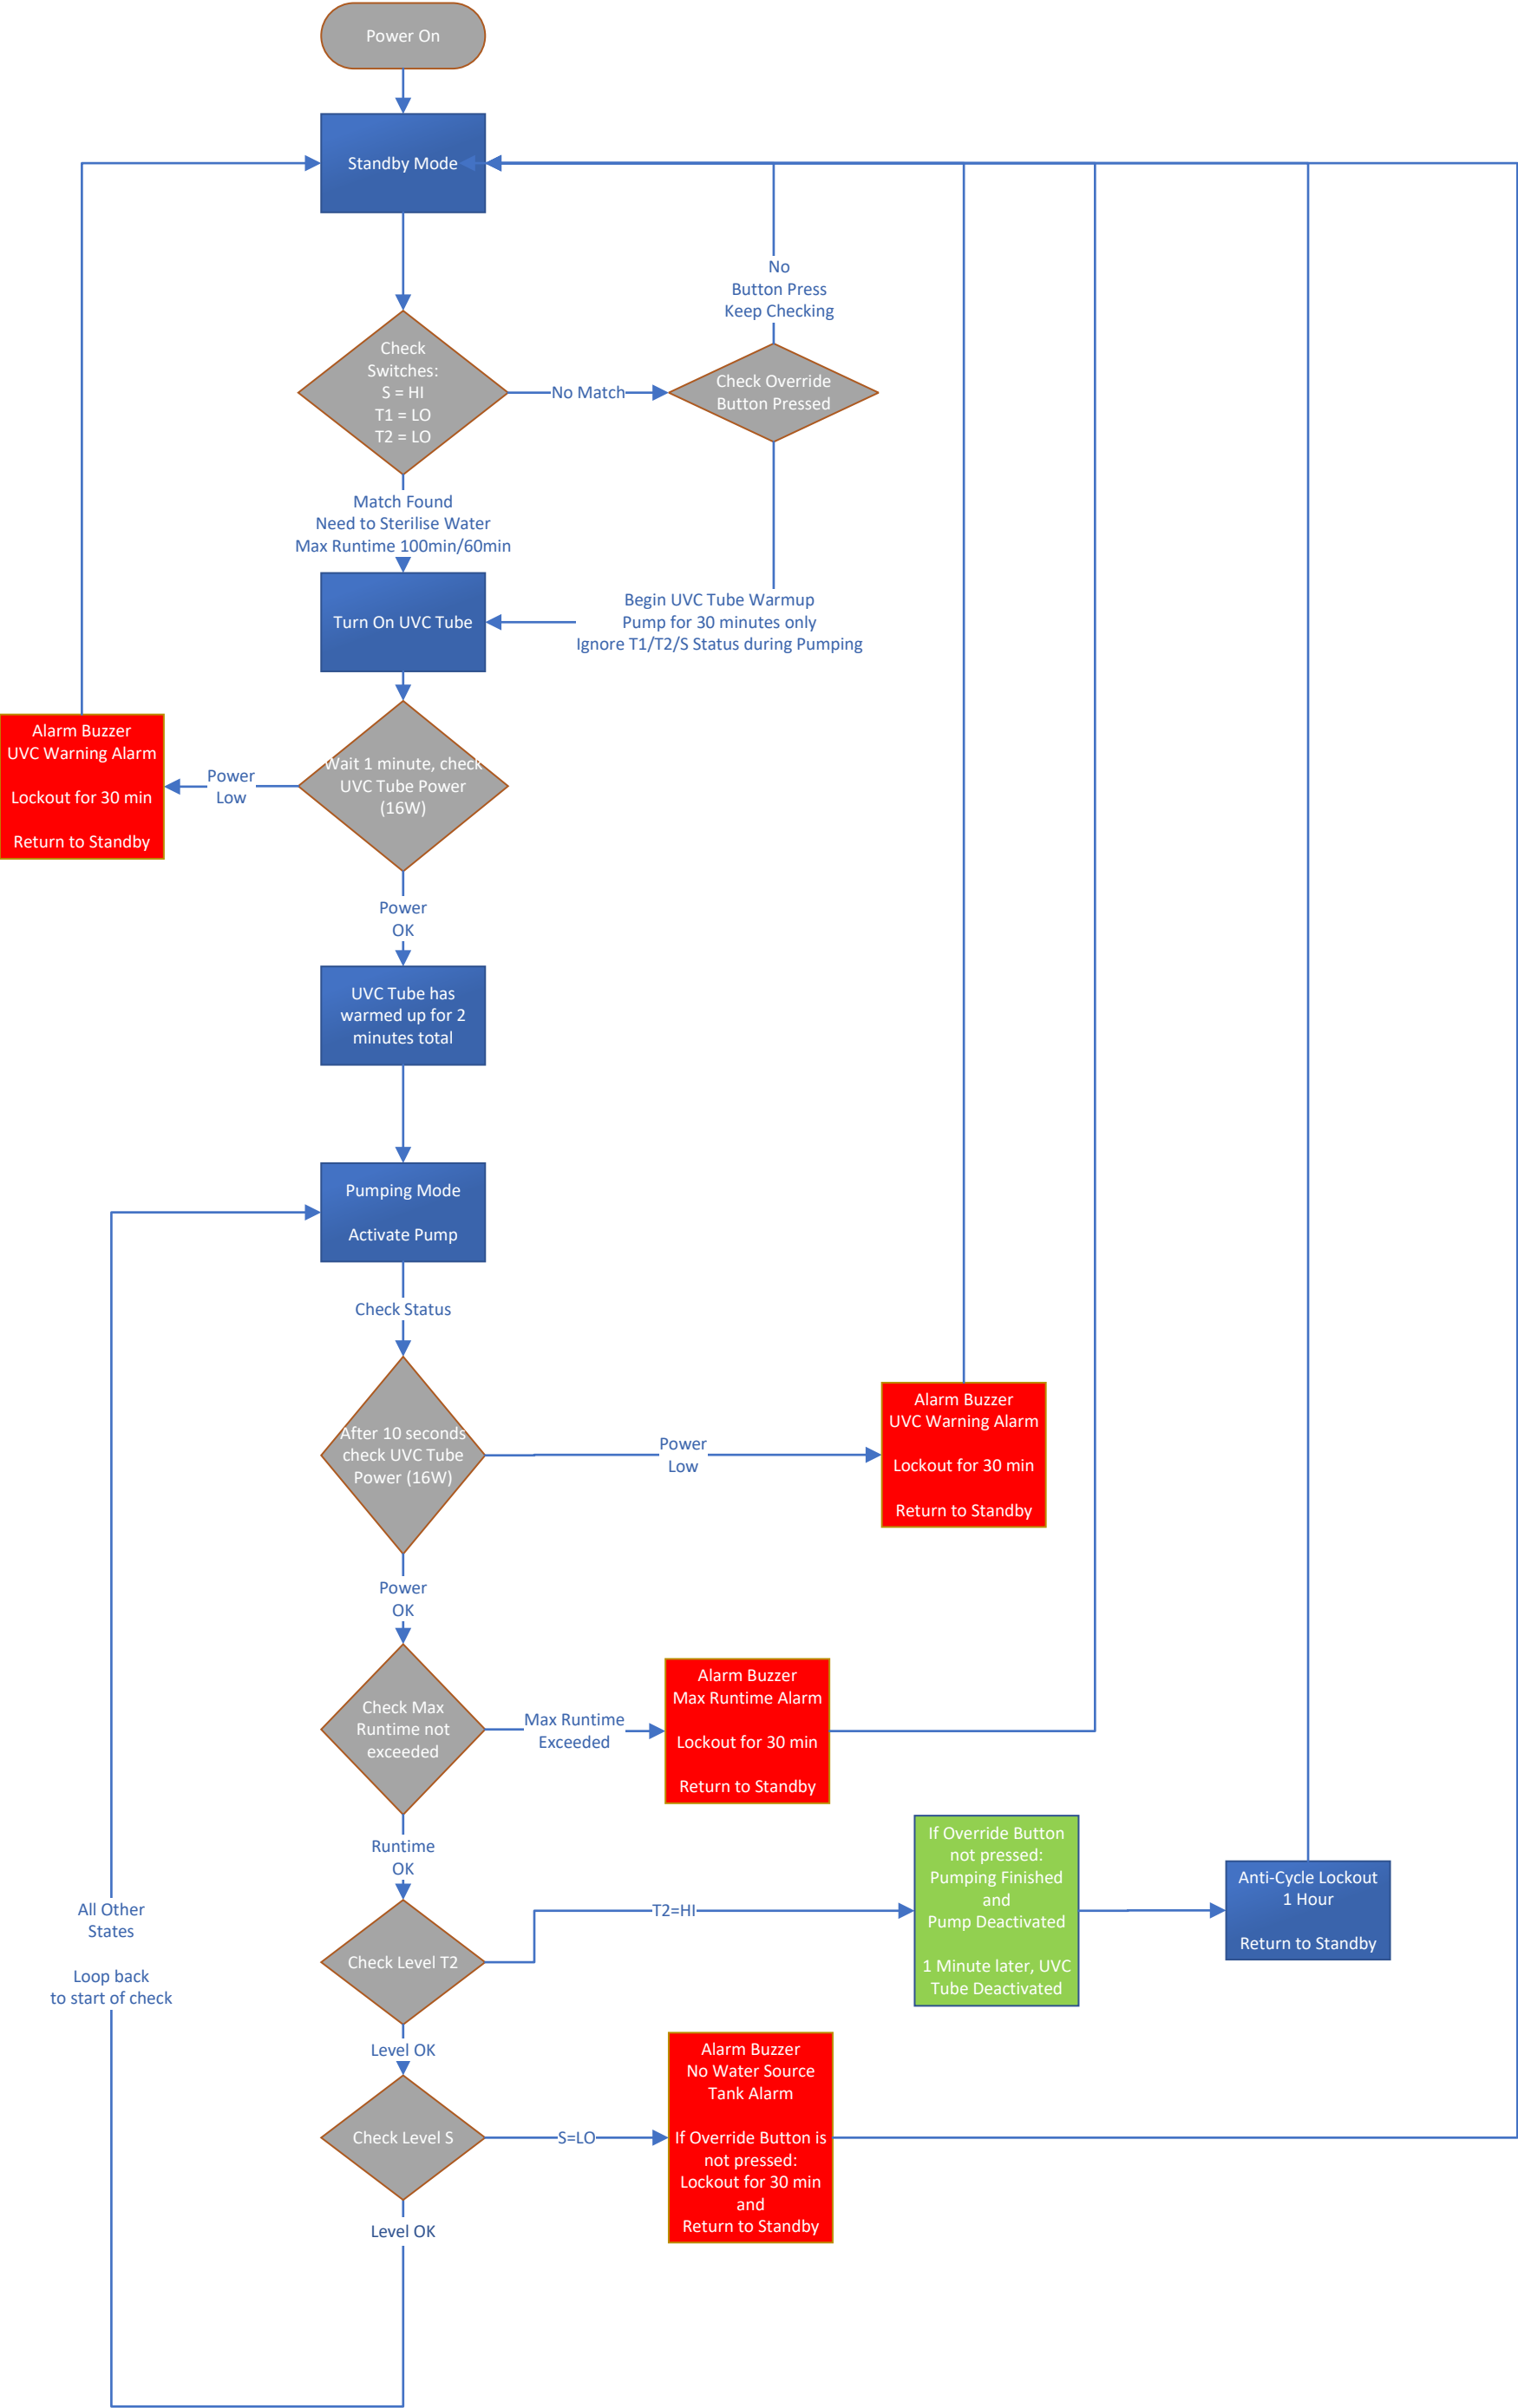 Power On
Standby Mode
No
Button Press
Keep Checking
Check
Switches:
S = HI
T1 = LO
T2 = LO
No Match
Check Override
Button Pressed
Match Found
Need to Sterilise Water
Max Runtime 100min/60min
Turn On UVC Tube
Begin UVC Tube Warmup
Pump for 30 minutes only
Ignore T1/T2/S Status during Pumping
Alarm Buzzer
UVC Warning Alarm
Lockout for 30 min
Return to Standby
Power
Low
Wait 1 minute, check
UVC Tube Power
(16W)
Power
OK
UVC Tube has
warmed up for 2
minutes total
Pumping Mode
Activate Pump
Check Status
After 10 seconds
check UVC Tube
Power (16W)
Power
Low
Alarm Buzzer
UVC Warning Alarm
Lockout for 30 min
Return to Standby
Power
OK
Check Max
Runtime not
exceeded
Max Runtime
Exceeded
Alarm Buzzer
Max Runtime Alarm
Lockout for 30 min
Return to Standby
Runtime
OK
Check Level T2
T2=HI
If Override Button
not pressed:
Pumping Finished
and
Pump Deactivated
1 Minute later, UVC
Tube Deactivated
Anti-Cycle Lockout
1 Hour
Return to Standby
All Other
States
Loop back
to start of check
Level OK
Check Level S
S=LO
Alarm Buzzer
No Water Source
Tank Alarm
If Override Button is
not pressed:
Lockout for 30 min
and
Return to Standby
Level OK